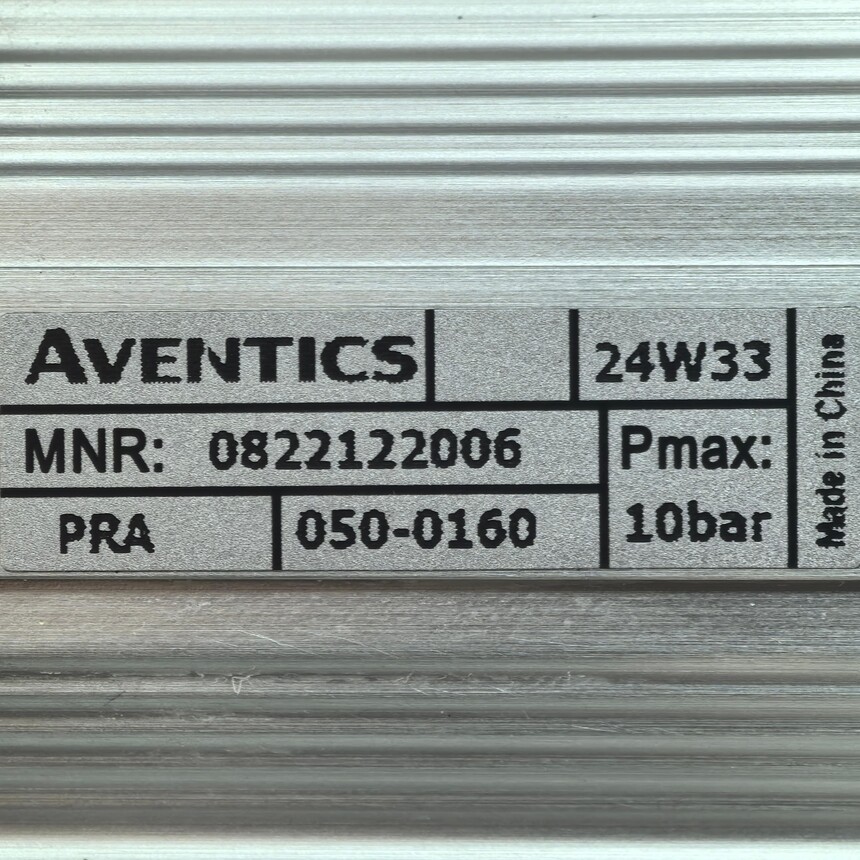 AVENTICS
24W33
MNR: 0822122006
Pmax:
10bar
PRA
050-0160
Made in China